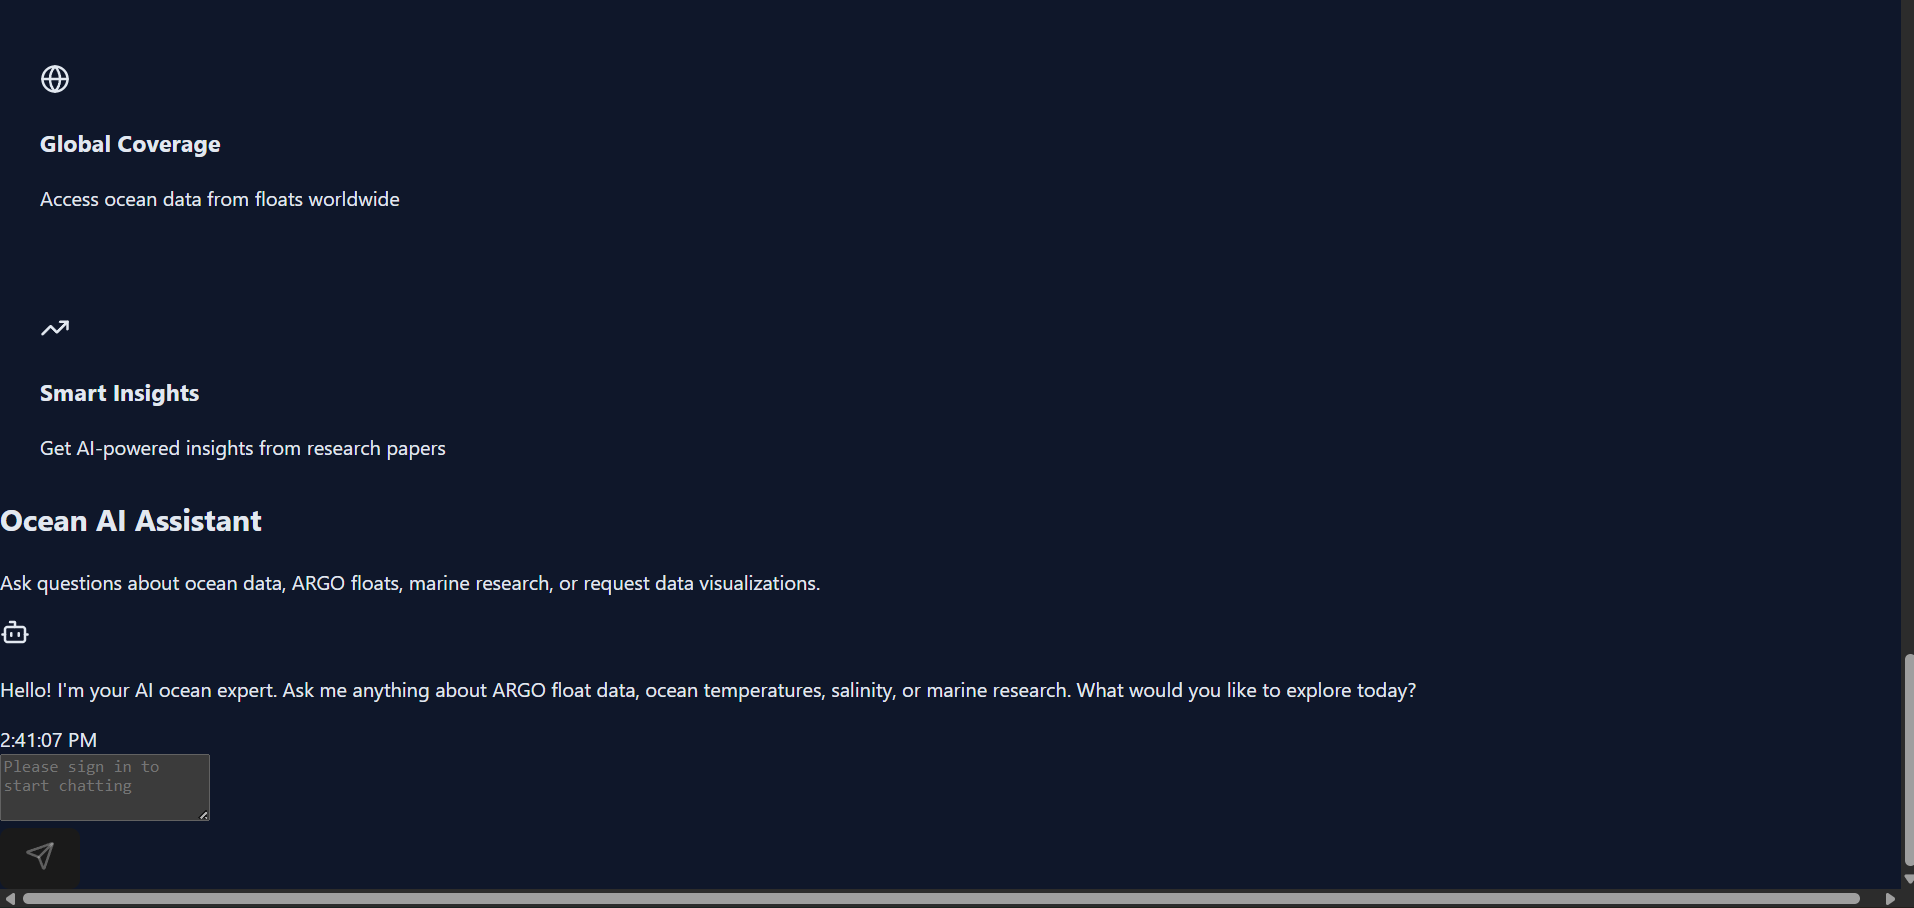 Global Coverage
Access ocean data from floats worldwide
Smart Insights
Get AI-powered insights from research papers
Ocean AI Assistant
Ask questions about ocean data, ARGO floats, marine research, or request data visualizations.
Hello! I'm your AI ocean expert. Ask me anything about ARGO float data, ocean temperatures, salinity, or marine research. What would you like to explore today?
2:41:07 PM
Please sign in to
start chatting